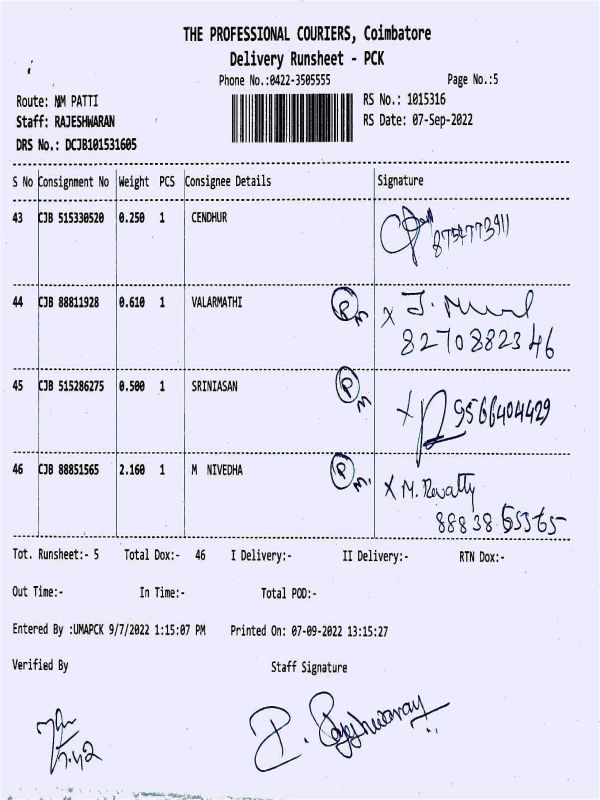 THE PROFESSIONAL COURIERS, Coimbatore
Delivery Runsheet - PCK
Phone No.:0422-3505555 Page No.:5
Route: MM PATTI RS No.: 1015316
Staff: RAJESHWARAN RS Date: 07-Sep-2022
DRS No.: DCJB101531605
S No Consignment No Weight PCS Consignee Details Signature
43 CJB 515330520 0.250 1 CENDHUR
8754773911
44 CJB 88811928 0.610 1 VALARMATHI P M X J.
8270882346
45 CJB 515286275 0.500 1 SRINIASAN P M X 9566404429
46 CJB 88851565 2.160 1 M NIVEDHA P M. X M. Revatty
88838 65565
Tot. Runsheet:- 5 Total Dox:- 46 I Delivery:- II Delivery:- RTN Dox:-
Out Time:- In Time:- Total POD:-
Entered By :UMAPCK 9/7/2022 1:15:07 PM Printed On: 07-09-2022 13:15:27
Verified By Staff Signature
P. Rajeshwaran